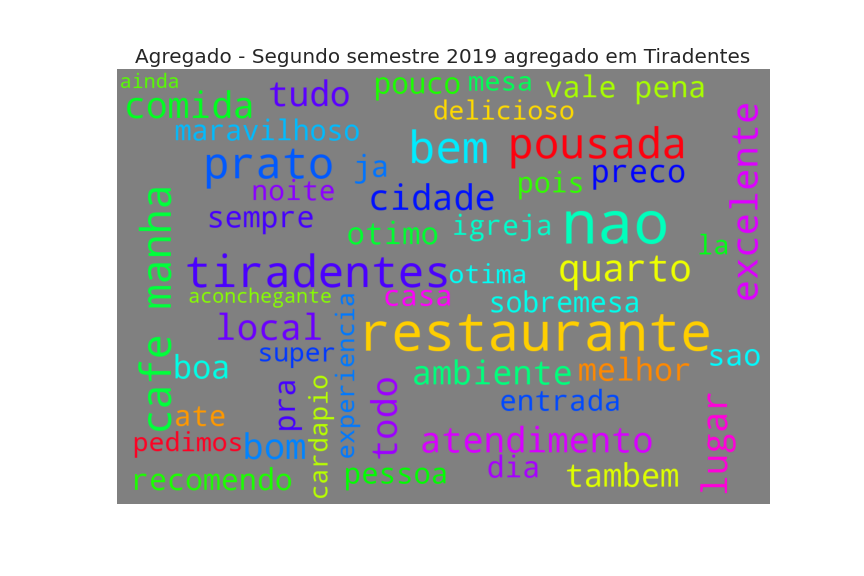 Agregado - Segundo semestre 2019 agregado em Tiradentes
ainda
comida
tudo
pouco
mesa
vale pena
delicioso
maravilhoso
bem
pousada
excelente
prato
ja
preco
noite
cidade
pois
sempre
otimo
igreja
nao
la
cafe manha
tiradentes
otima
quarto
aconchegante
casa
sobremesa
local
experiencia
restaurante
super
boa
ambiente
melhor
sao
pra
cardapio
todo
entrada
lugar
ate
pedimos
bom
atendimento
recomendo
pessoa
dia
tambem